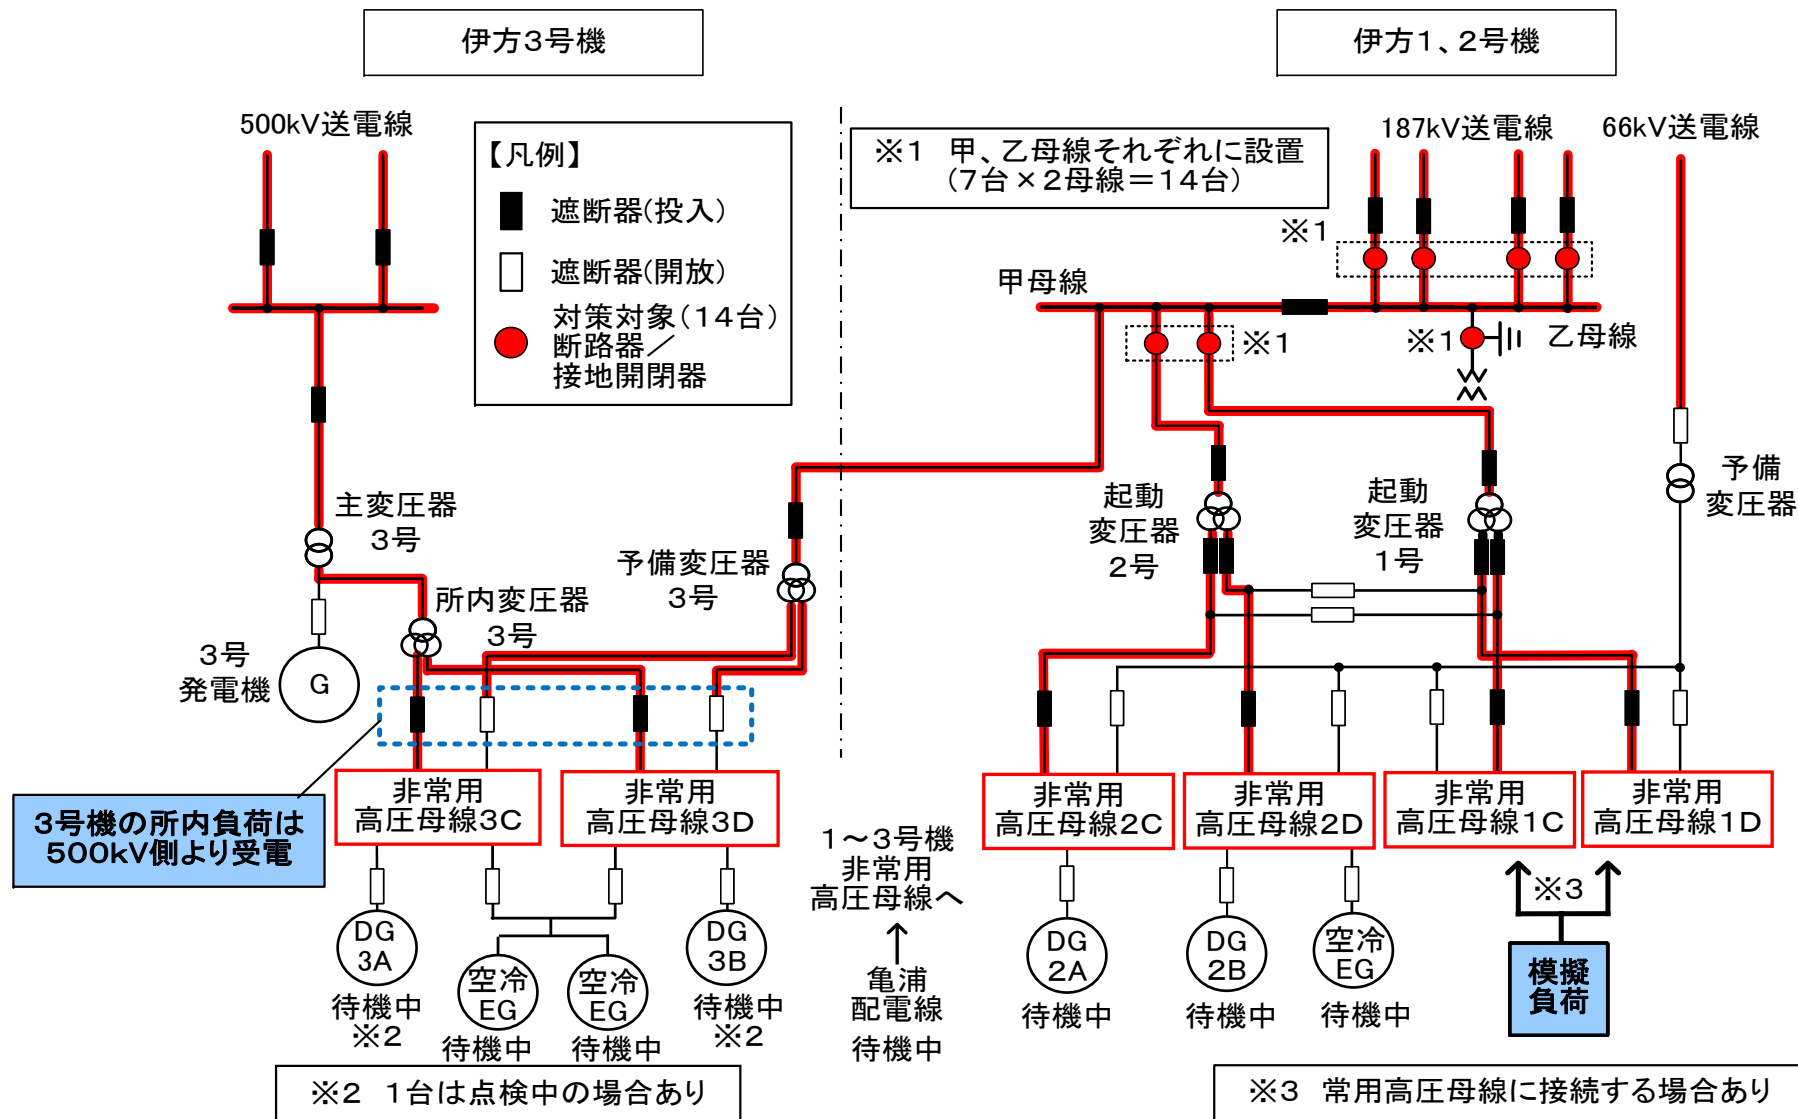 伊方3号機
伊方1、2号機
500kV送電線
【凡例】
遮断器(投入)
遮断器(開放)
対策対象(14台)
断路器/
接地開閉器
※1 甲、乙母線それぞれに設置
(7台×2母線=14台)
187kV送電線
66kV送電線
※1
甲母線
※1
※1
乙母線
主変圧器
3号
予備変圧器
3号
所内変圧器
3号
3号
発電機
G
起動
変圧器
2号
起動
変圧器
1号
予備
変圧器
3号機の所内負荷は
500kV側より受電
非常用
高圧母線3C
非常用
高圧母線3D
非常用
高圧母線2C
非常用
高圧母線2D
非常用
高圧母線1C
非常用
高圧母線1D
1~3号機
非常用
高圧母線へ
亀浦
配電線
待機中
DG
3A
待機中
※2
空冷
EG
待機中
空冷
EG
待機中
DG
3B
待機中
※2
DG
2A
待機中
DG
2B
待機中
空冷
EG
待機中
※3
模擬
負荷
※2 1台は点検中の場合あり
※3 常用高圧母線に接続する場合あり